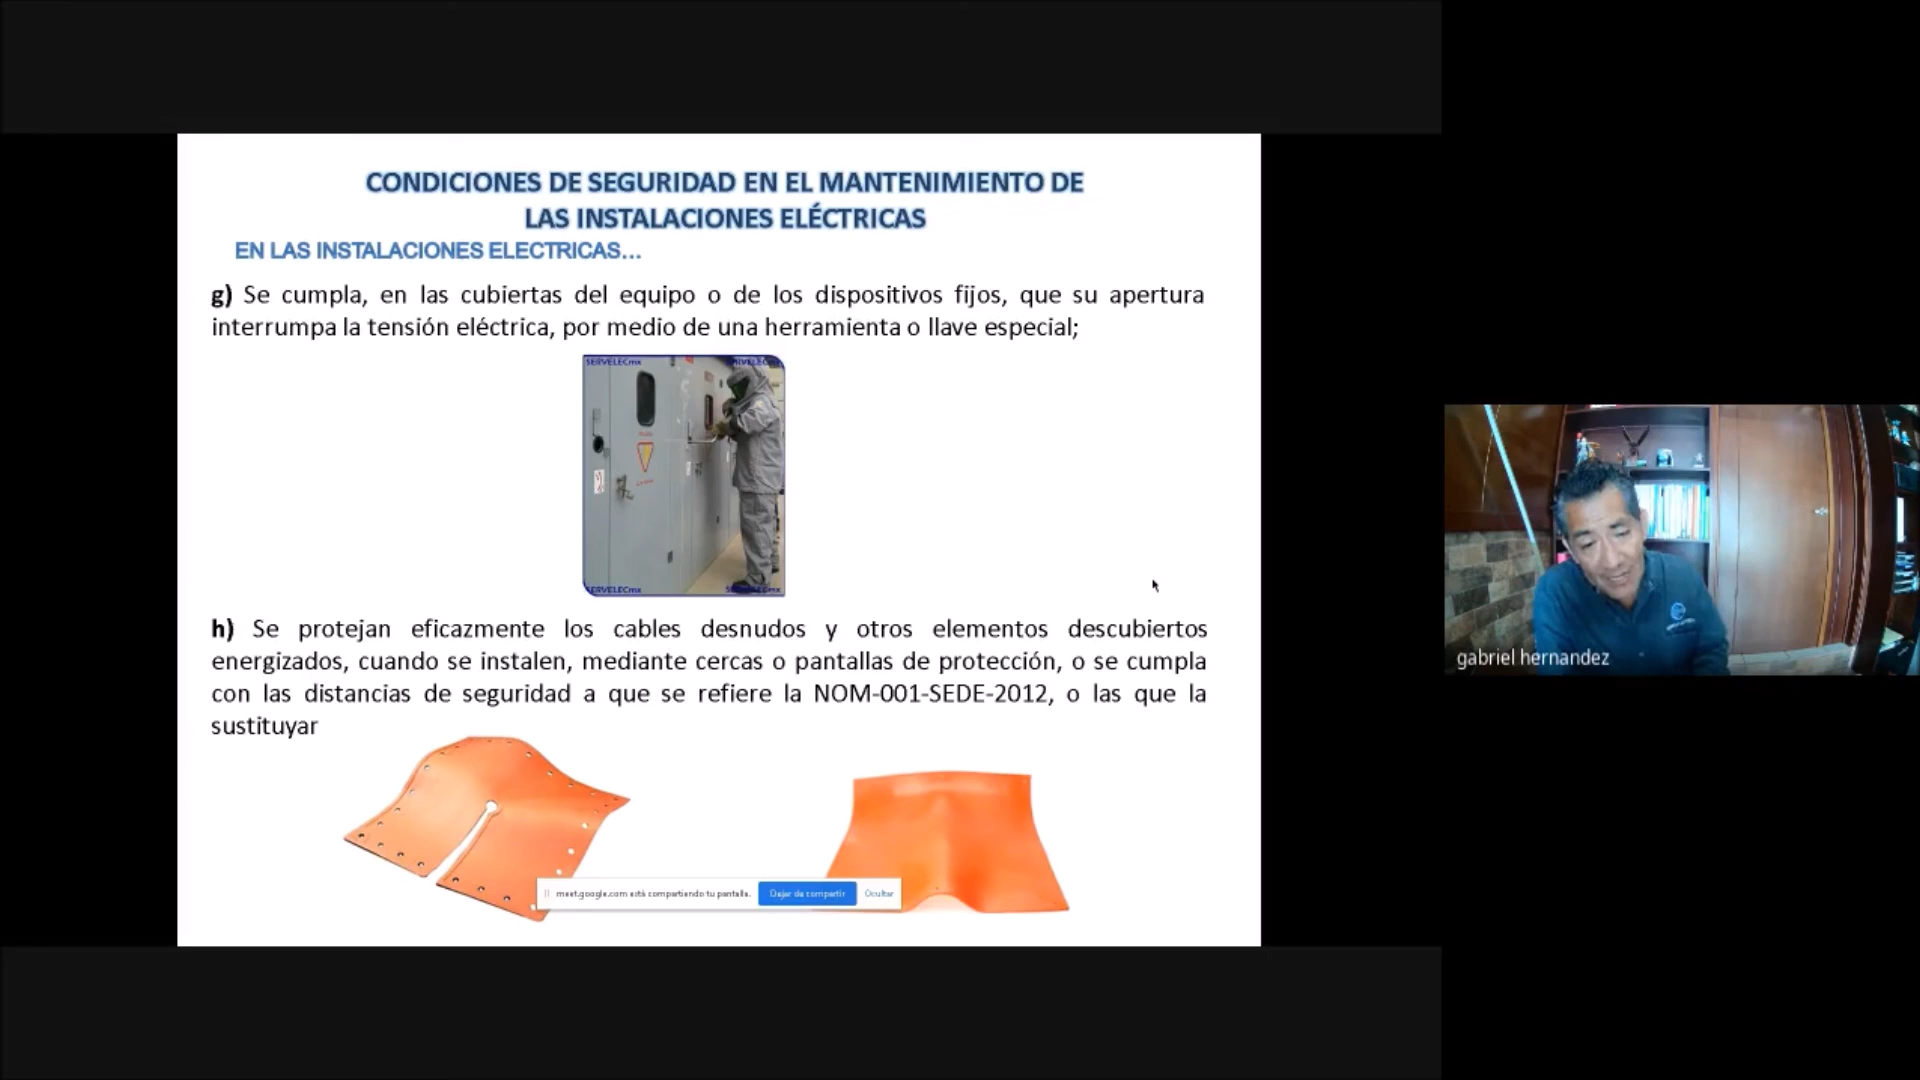 CONDICIONES DE SEGURIDAD EN EL MANTENIMIENTO DE
LAS INSTALACIONES ELÉCTRICAS
EN LAS INSTALACIONES ELECTRICAS...
g) Se cumpla, en las cubiertas del equipo o de los dispositivos fijos, que su apertura
interrumpa la tensión eléctrica, por medio de una herramienta o llave especial;
SERVELECmx
SERVELECmx
SERVELECmx
SERVELECmx
h) Se protejan eficazmente los cables desnudos y otros elementos descubiertos
energizados, cuando se instalen, mediante cercas o pantallas de protección, o se cumpla
con las distancias de seguridad a que se refiere la NOM-001-SEDE-2012, o las que la
sustituyar
meet.google.com está compartiendo tu pantalla.
Dejar de compartir
Ocultar
gabriel hernandez